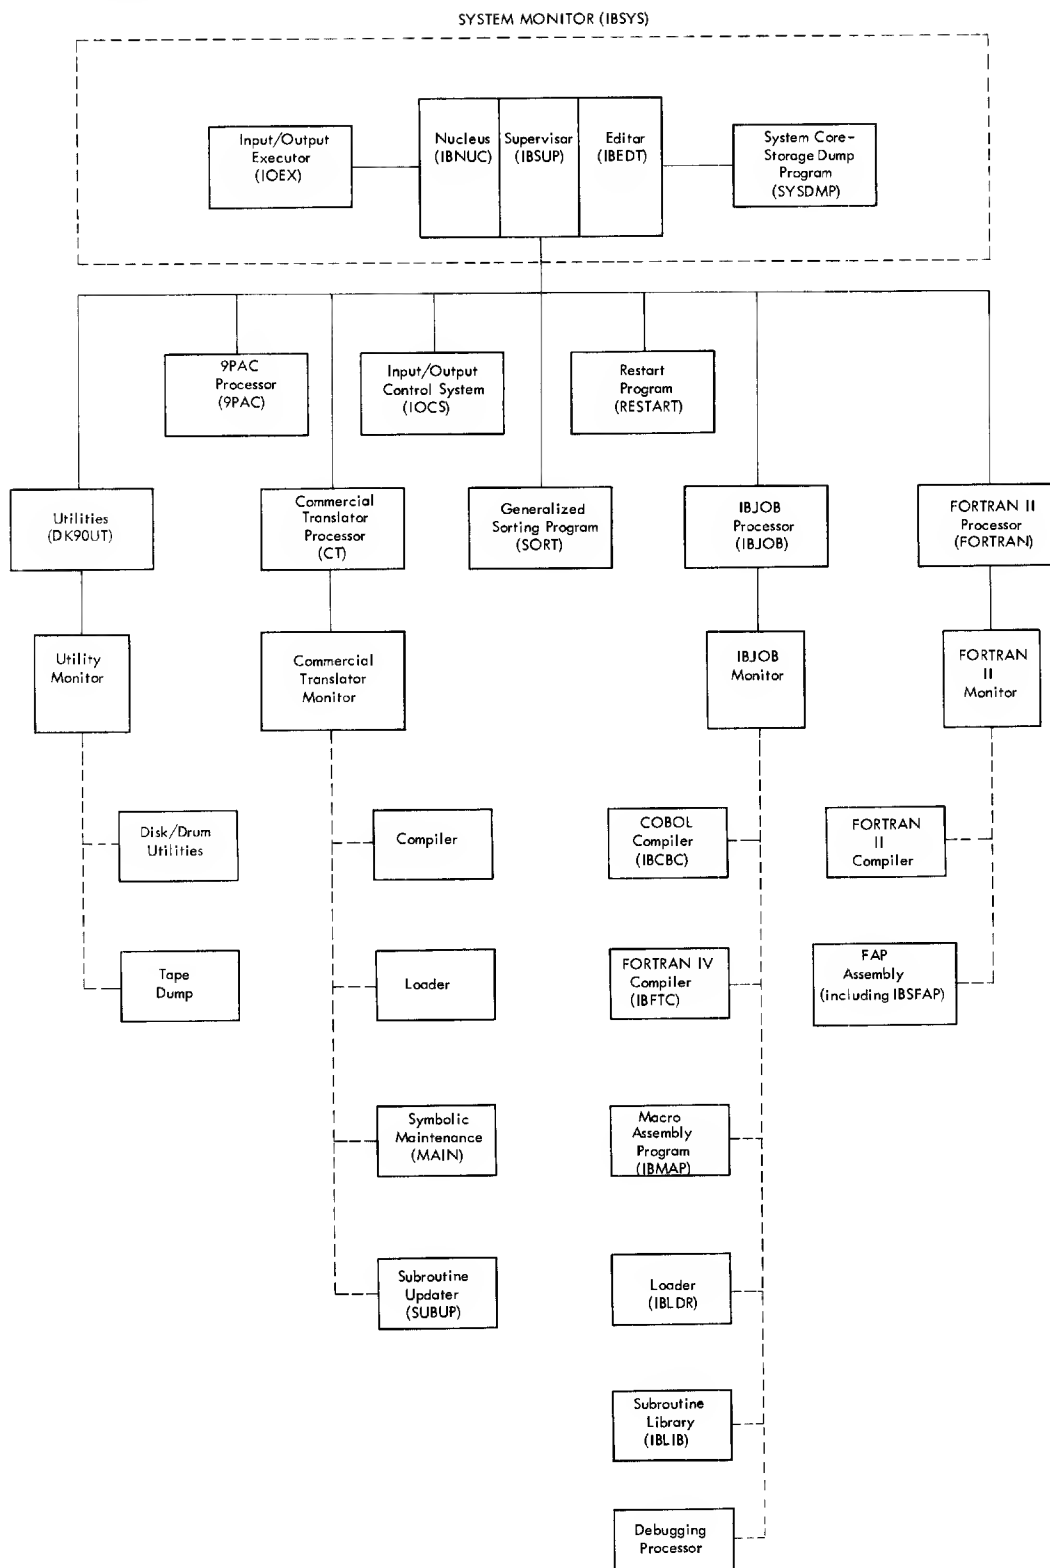 SYSTEM MONITOR (IBSYS)
Input/Output
Executor
(IOEX)
Nucleus
(IBNUC)
Supervisar
(IBSUP)
Editar
(IBEDT)
System Core-
Storage Dump
Program
(SYSDMP)
9PAC
Processor
(9PAC)
Input/Output
Control System
(IOCS)
Restart
Program
(RESTART)
Utilities
(DK90UT)
Commercial
Translator
Processor
(CT)
Generalized
Sorting Program
(SORT)
IBJOB
Processor
(IBJOB)
FORTRAN II
Processor
(FORTRAN)
Utility
Monitor
Commercial
Translator
Monitor
IBJOB
Monitor
FORTRAN
II
Monitor
Disk/Drum
Utilities
Compiler
COBOL
Compiler
(IBCBC)
FORTRAN
II
Compiler
Tape
Dump
Loader
FORTRAN IV
Compiler
(IBFTC)
FAP
Assembly
(including IBSFAP)
Symbolic
Maintenance
(MAIN)
Macro
Assembly
Program
(IBMAP)
Subroutine
Updater
(SUBUP)
Loader
(IBLDR)
Subroutine
Library
(IBLIB)
Debugging
Processor